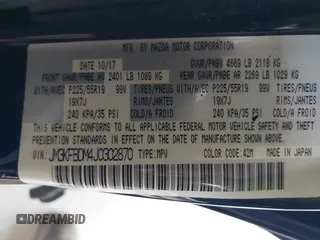 MFD. BY MAZDA MOTOR CORPORATION
DATE 10/17 GVWR/PNBV 4669 LB 2118 KG
FRONT GAWR/PNBE AV 2401 LB 1089 KG REAR GAWR/PNBE AR 2269 LB 1029 KG
WITH/AVEC P225/55R19 99V TIRES/PNEUS WITH/AVEC P225/55R19 99V TIRES/PNEUS
19X7J RIMS/JANTES 19X7J RIMS/JANTES
240 KPA/35 PSI COLD/A FROID 240 KPA/35 PSI COLD/A FROID
THIS VEHICLE CONFORMS TO ALL APPLICABLE FEDERAL MOTOR VEHICLE SAFETY
BUMPER, AND THEFT PREVENTION STANDARDS IN EFFECT ON THE DATE OF
MANUFACTURE SHOWN ABOVE.
VIN: JM3KFBDM4J0302870 TYPE:MPV COLOR CODE: 42M MADE IN JAPAN
DREAMBID